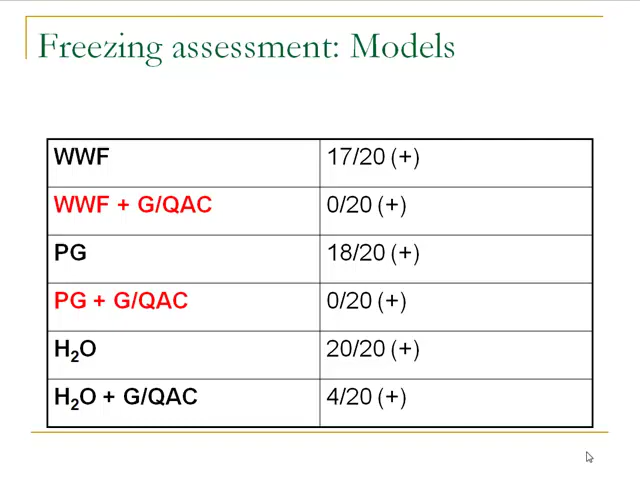 Freezing assessment: Models
WWF 17/20 (+)
WWF + G/QAC 0/20 (+)
PG 18/20 (+)
PG + G/QAC 0/20 (+)
H₂O 20/20 (+)
H₂O + G/QAC 4/20 (+)